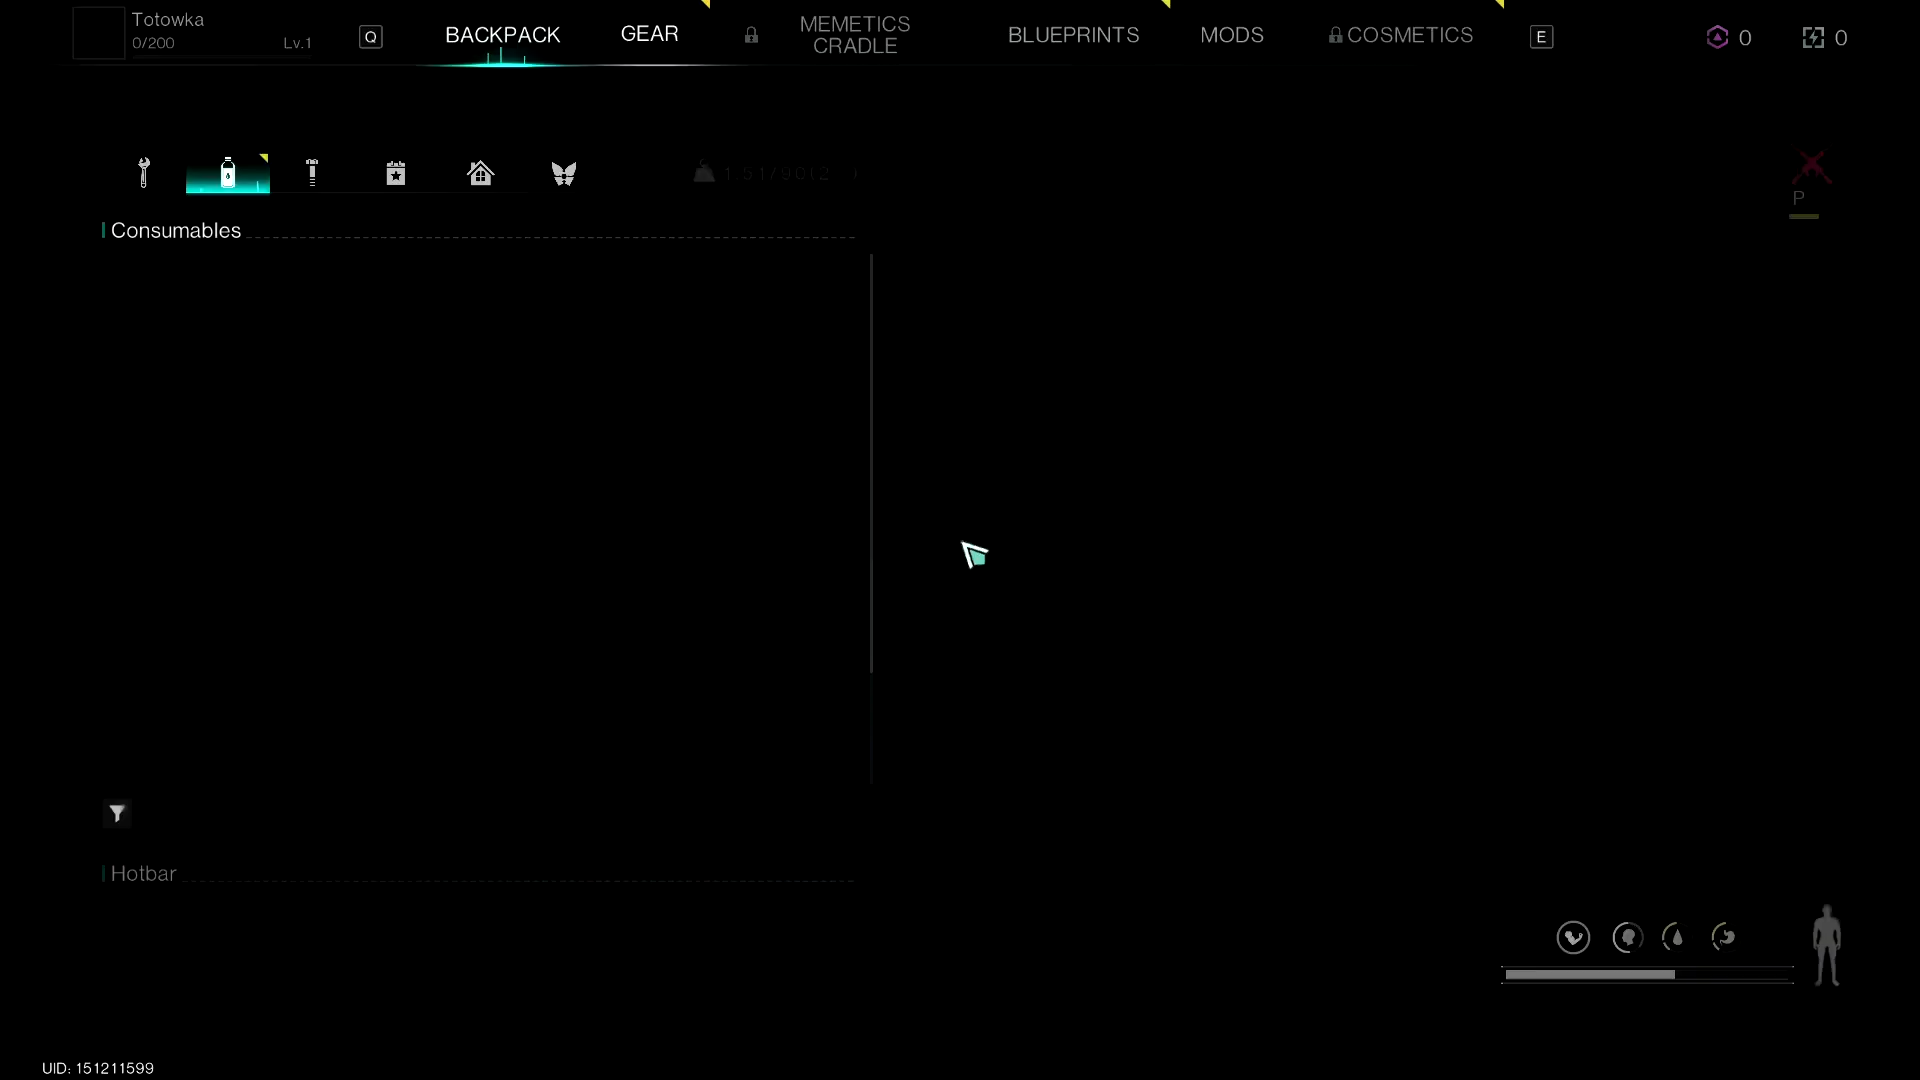 Totowka
0/200 Lv.1
Q
BACKPACK
GEAR
MEMETICS
CRADLE
BLUEPRINTS
MODS
COSMETICS
E
0
0
P
Consumables
Hotbar
UID: 151211599